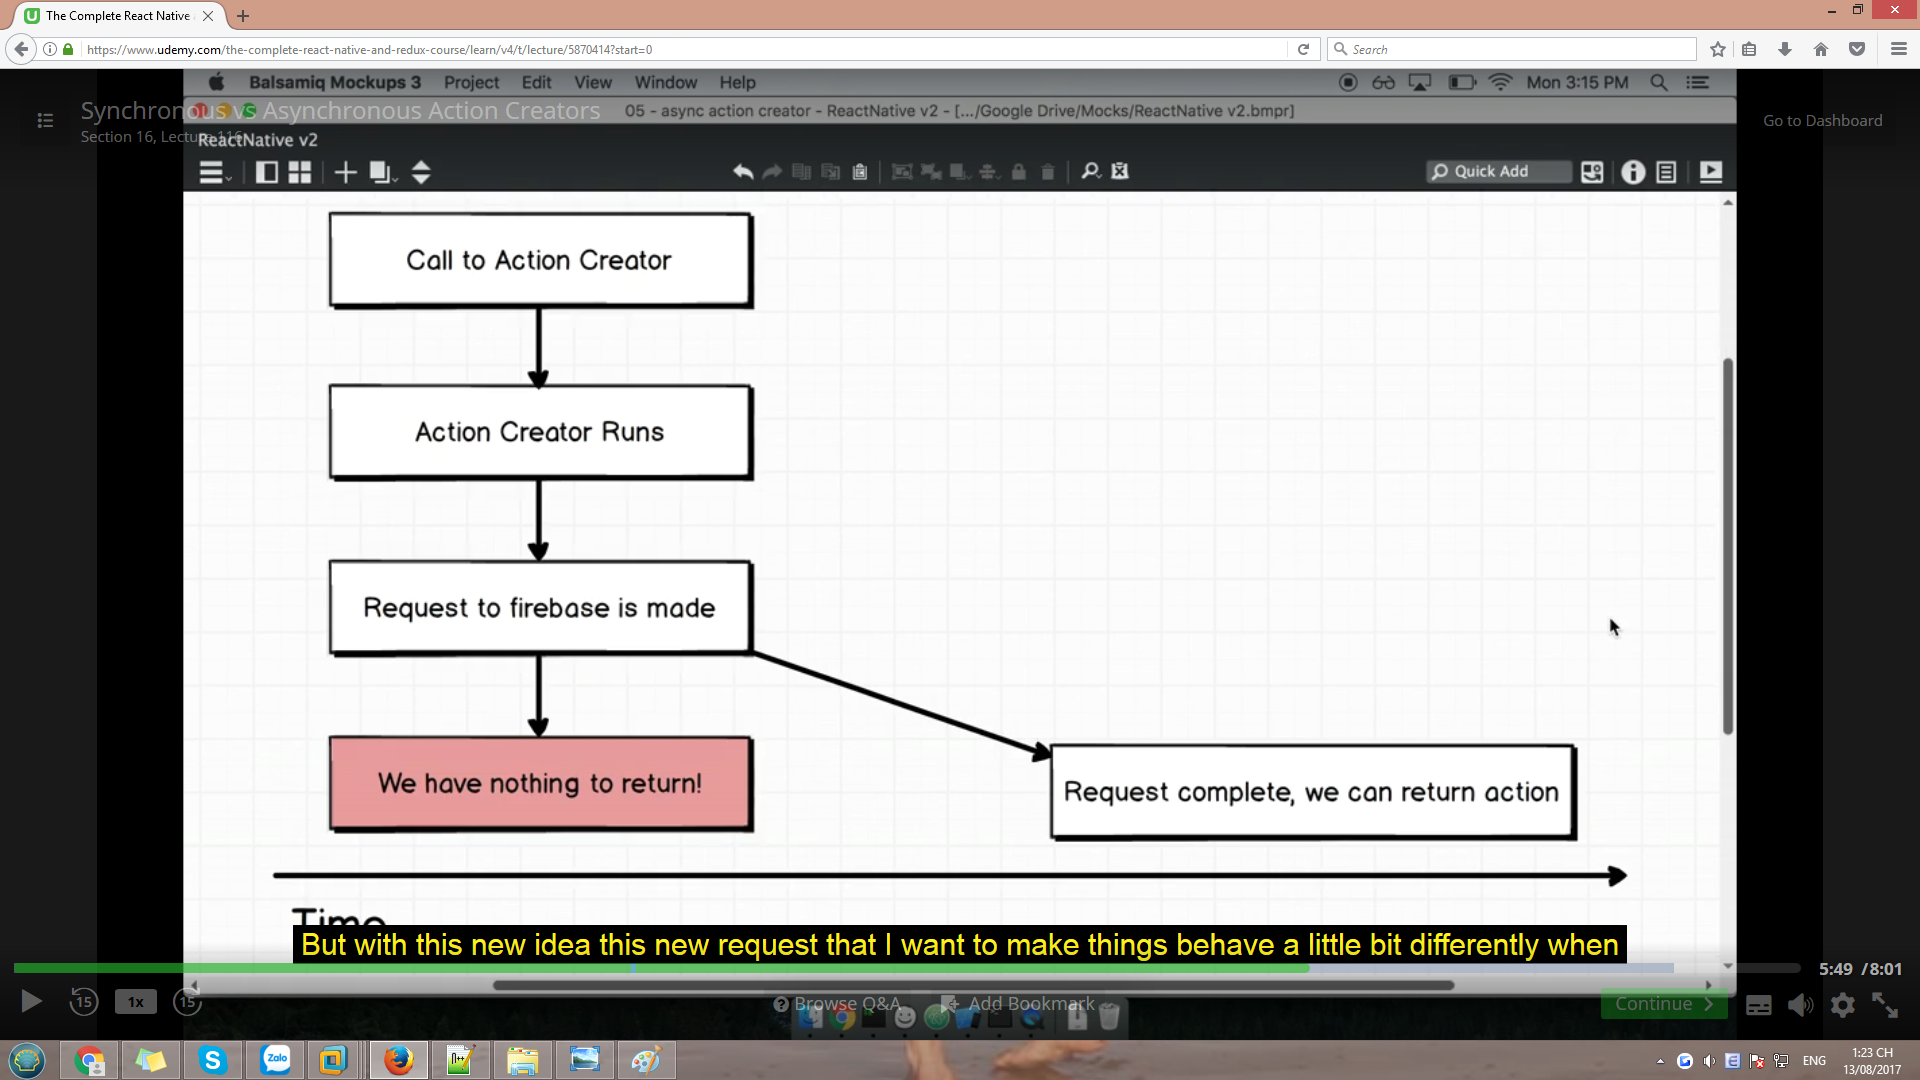 The Complete React Native
https://www.udemy.com/the-complete-react-native-and-redux-course/learn/v4/t/lecture/5870414?start=0
Search
Balsamiq Mockups 3 Project Edit View Window Help
Mon 3:15 PM
Synchronous vs Asynchronous Action Creators
05 - async action creator - ReactNative v2 - [.../Google Drive/Mocks/ReactNative v2.bmpr]
Section 16, Lecture 116
Go to Dashboard
ReactNative v2
Quick Add
Call to Action Creator
Action Creator Runs
Request to firebase is made
We have nothing to return!
Request complete, we can return action
Time
But with this new idea this new request that I want to make things behave a little bit differently when
5:49 / 8:01
15
1x
15
Browse Q&A
Add Bookmark
Continue
Zalo
ENG
1:23 CH
13/08/2017